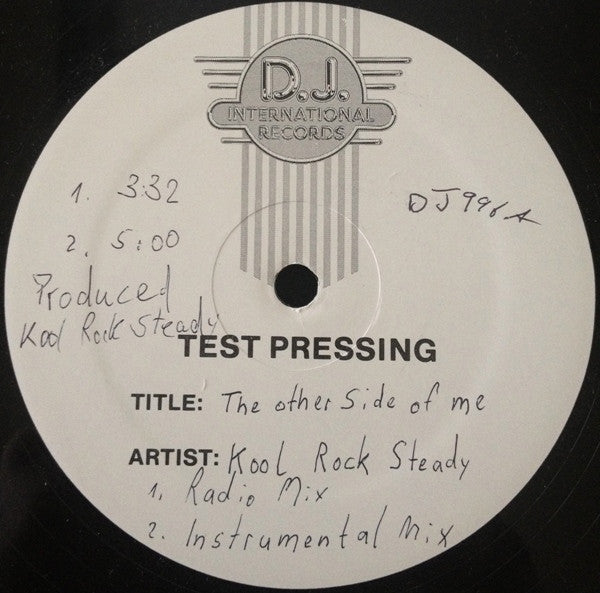 D.J.
INTERNATIONAL
RECORDS
1. 3:32
DJ996 A
2. 5:00
Produced
Kool Rock Steady
TEST PRESSING
TITLE: The other Side of me
ARTIST: Kool Rock Steady
1. Radio Mix
2. Instrumental Mix